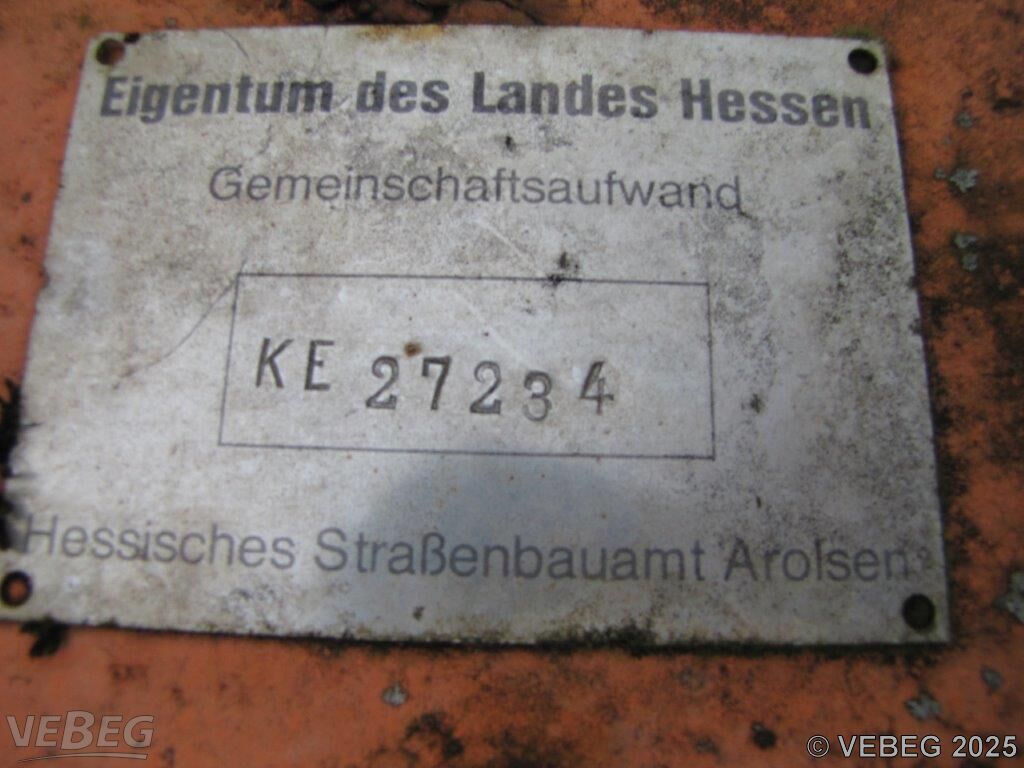 Eigentum des Landes Hessen
Gemeinschaftsaufwand
KE 27234
Hessisches Straßenbauamt Arolsen
VEBEG
© VEBEG 2025